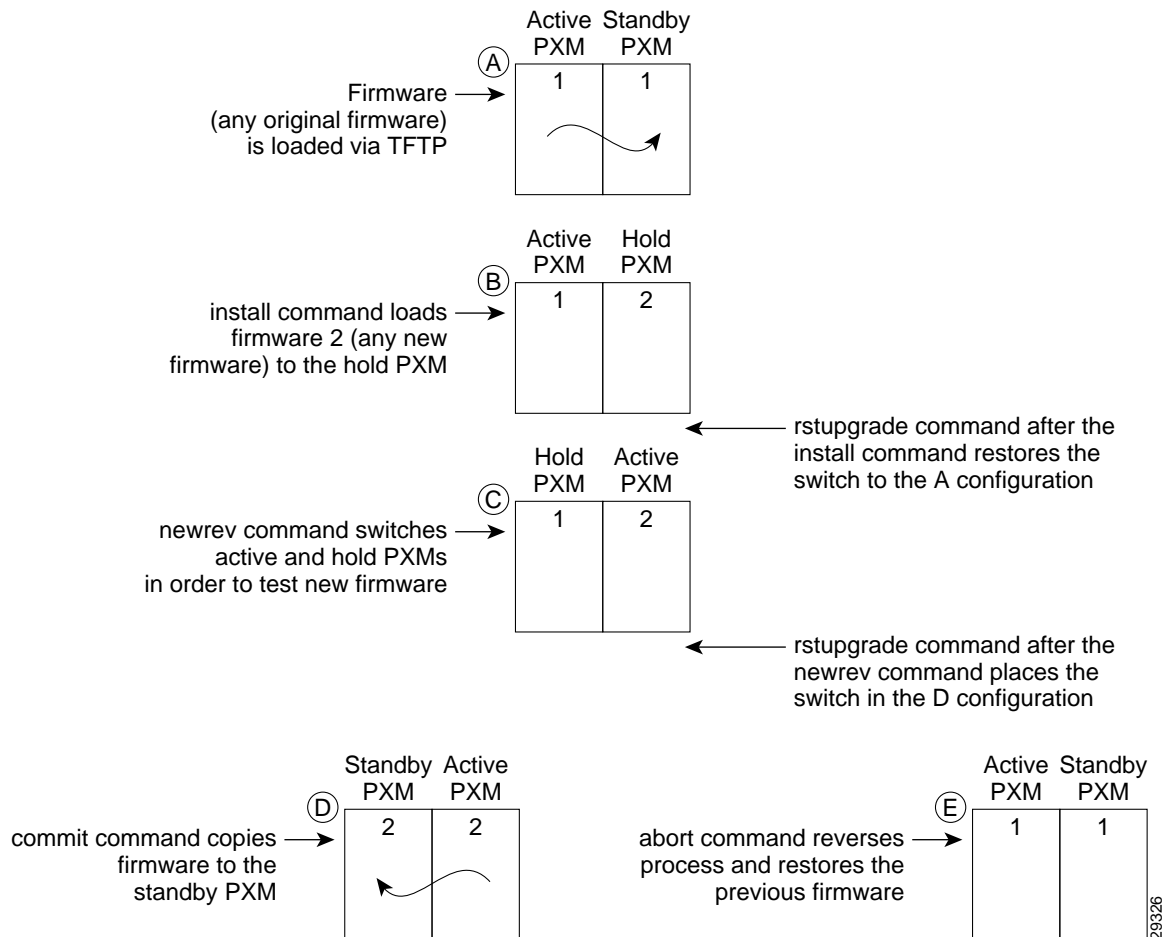 Active Standby
PXM PXM
A
1 1
Firmware
(any original firmware)
is loaded via TFTP
Active Hold
PXM PXM
B
1 2
install command loads
firmware 2 (any new
firmware) to the hold PXM
rstupgrade command after the
install command restores the
switch to the A configuration
Hold Active
PXM PXM
C
1 2
newrev command switches
active and hold PXMs
in order to test new firmware
rstupgrade command after the
newrev command places the
switch in the D configuration
Standby Active
PXM PXM
D
2 2
commit command copies
firmware to the
standby PXM
Active Standby
PXM PXM
E
1 1
abort command reverses
process and restores the
previous firmware
29326